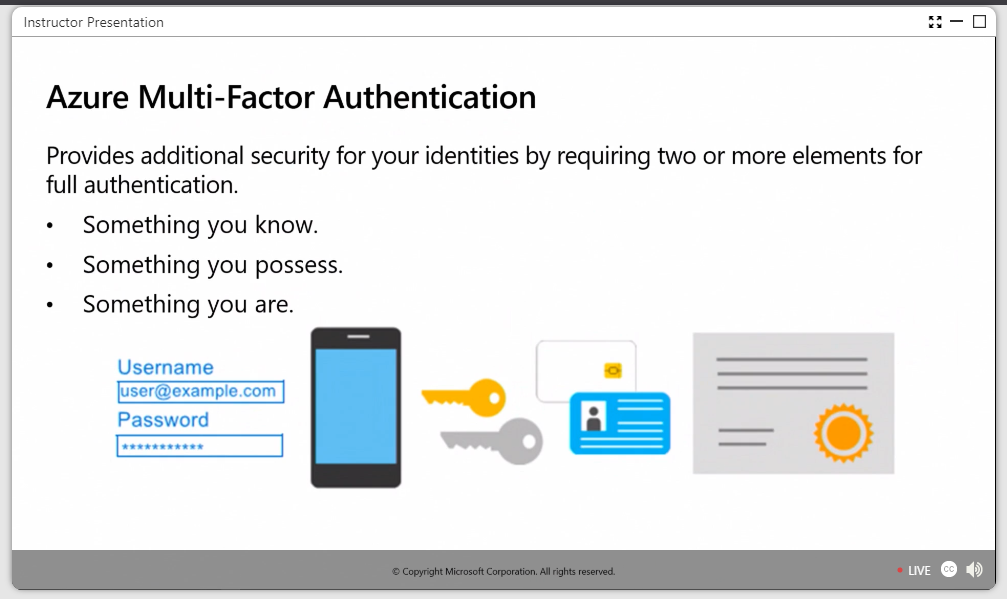 Instructor Presentation
Azure Multi-Factor Authentication
Provides additional security for your identities by requiring two or more elements for
full authentication.
• Something you know.
• Something you possess.
• Something you are.
Username
user@example.com
Password
***********
© Copyright Microsoft Corporation. All rights reserved.
LIVE
CC